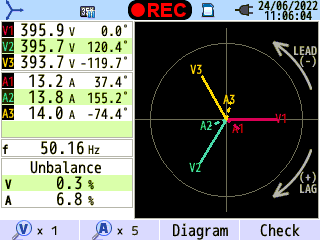 REC 24/06/2022
11:06:04
V1 395.9 V 0.0°
V2 395.7 V 120.4°
V3 393.7 V -119.7°
A1 13.2 A 37.4°
A2 13.8 A 155.2°
A3 14.0 A -74.4°
f 50.16 Hz
Unbalance
V 0.3 %
A 6.8 %
LEAD
(-)
V3
A3
V1
A2
A1
V2
(+)
LAG
V x 1 A x 5 Diagram Check